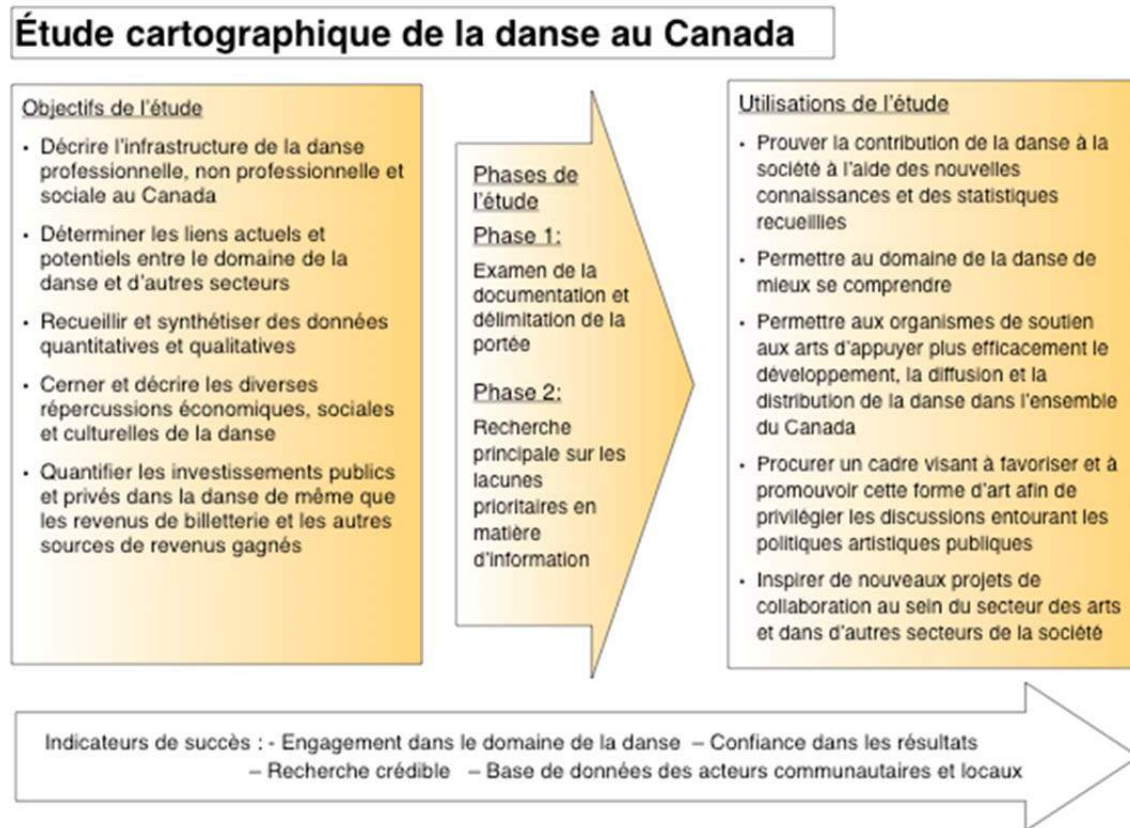 Étude cartographique de la danse au Canada
Objectifs de l'étude
• Décrire l'infrastructure de la danse
professionnelle, non professionnelle et
sociale au Canada
• Déterminer les liens actuels et
potentiels entre le domaine de la
danse et d'autres secteurs
• Recueillir et synthétiser des données
quantitatives et qualitatives
• Cerner et décrire les diverses
répercussions économiques, sociales
et culturelles de la danse
• Quantifier les investissements publics
et privés dans la danse de même que
les revenus de billetterie et les autres
sources de revenus gagnés
Phases de
l'étude
Phase 1:
Examen de la
documentation et
délimitation de la
portée
Phase 2:
Recherche
principale sur les
lacunes
prioritaires en
matière
d'information
Utilisations de l'étude
• Prouver la contribution de la danse à la
société à l'aide des nouvelles
connaissances et des statistiques
recueillies
• Permettre au domaine de la danse de
mieux se comprendre
• Permettre aux organismes de soutien
aux arts d'appuyer plus efficacement le
développement, la diffusion et la
distribution de la danse dans l'ensemble
du Canada
• Procurer un cadre visant à favoriser et à
promouvoir cette forme d'art afin de
privilégier les discussions entourant les
politiques artistiques publiques
• Inspirer de nouveaux projets de
collaboration au sein du secteur des arts
et dans d'autres secteurs de la société
Indicateurs de succès : - Engagement dans le domaine de la danse – Confiance dans les résultats
– Recherche crédible – Base de données des acteurs communautaires et locaux